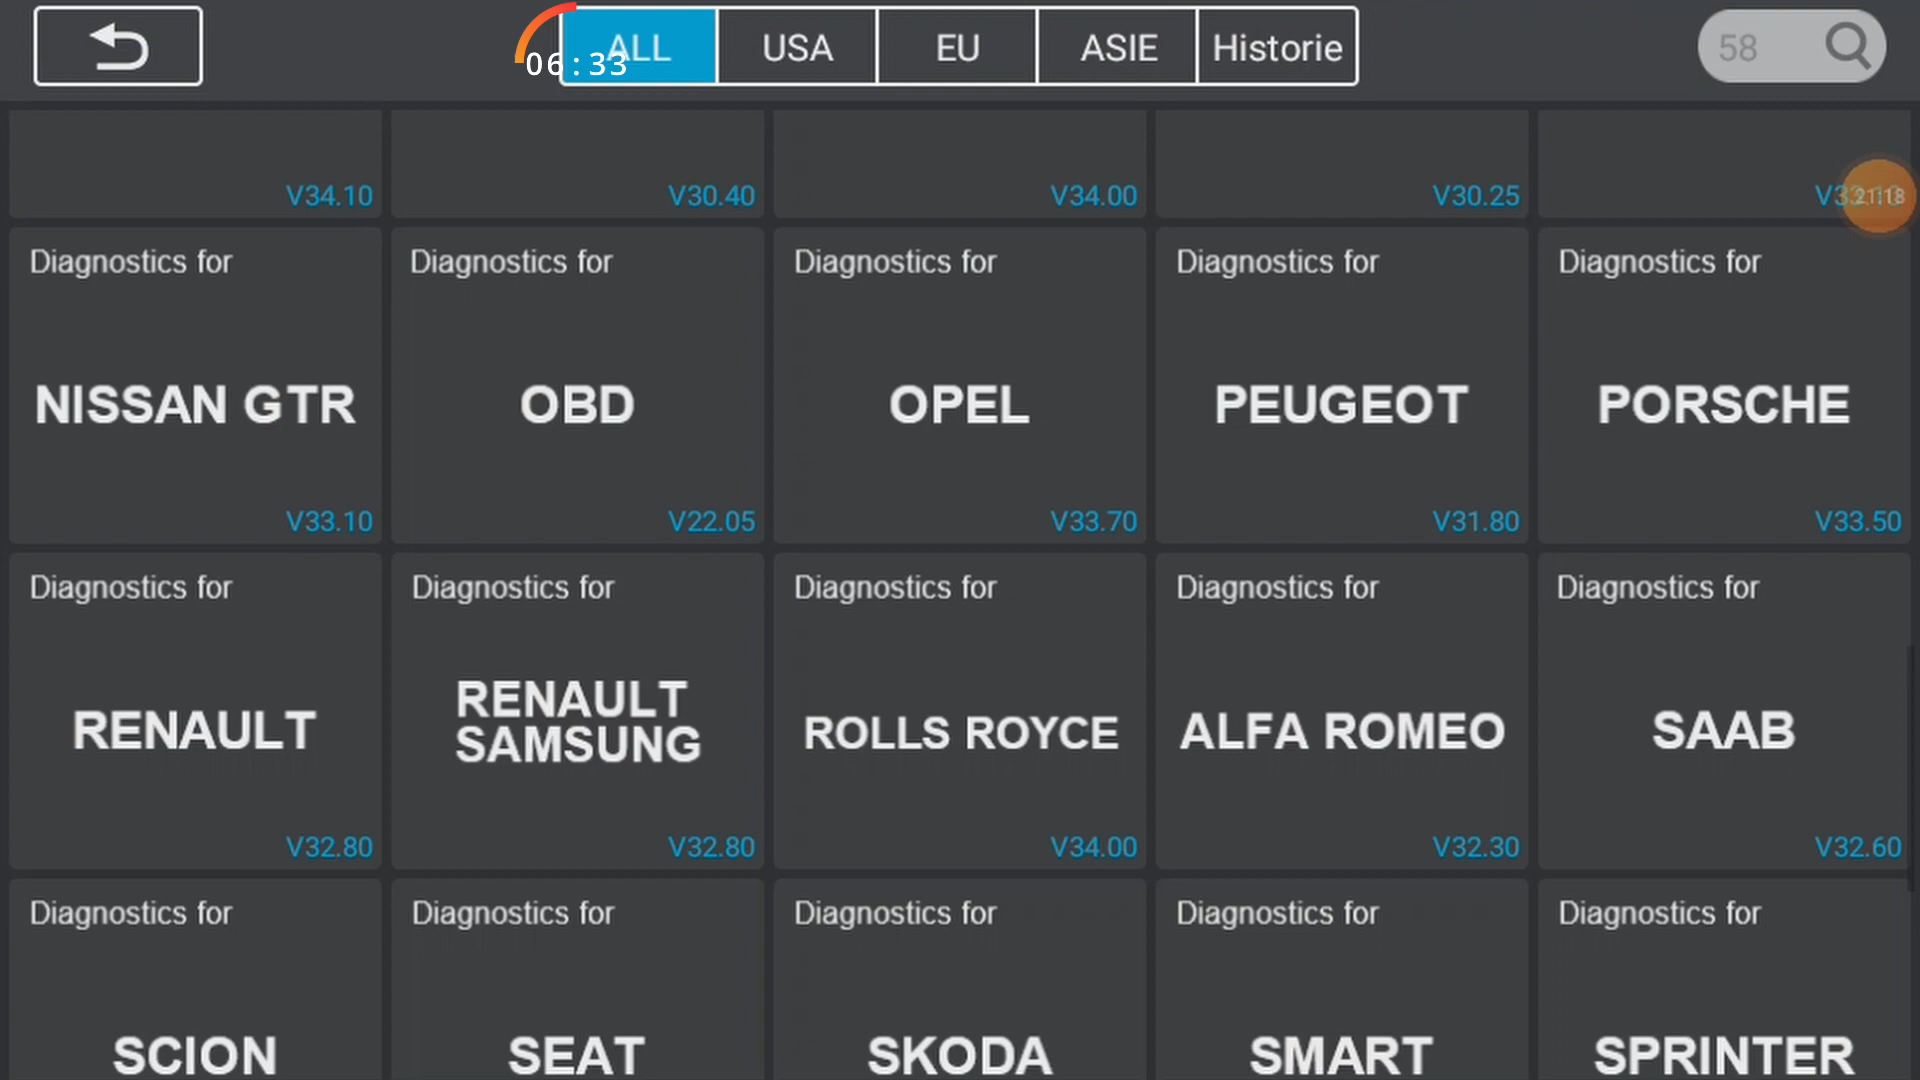 ALL
USA
EU
ASIE
Historie
58
06:33
V34.10
V30.40
V34.00
V30.25
21:18
Diagnostics for
NISSAN GTR
V33.10
Diagnostics for
OBD
V22.05
Diagnostics for
OPEL
V33.70
Diagnostics for
PEUGEOT
V31.80
Diagnostics for
PORSCHE
V33.50
Diagnostics for
RENAULT
V32.80
Diagnostics for
RENAULT
SAMSUNG
V32.80
Diagnostics for
ROLLS ROYCE
V34.00
Diagnostics for
ALFA ROMEO
V32.30
Diagnostics for
SAAB
V32.60
Diagnostics for
SCION
Diagnostics for
SEAT
Diagnostics for
SKODA
Diagnostics for
SMART
Diagnostics for
SPRINTER